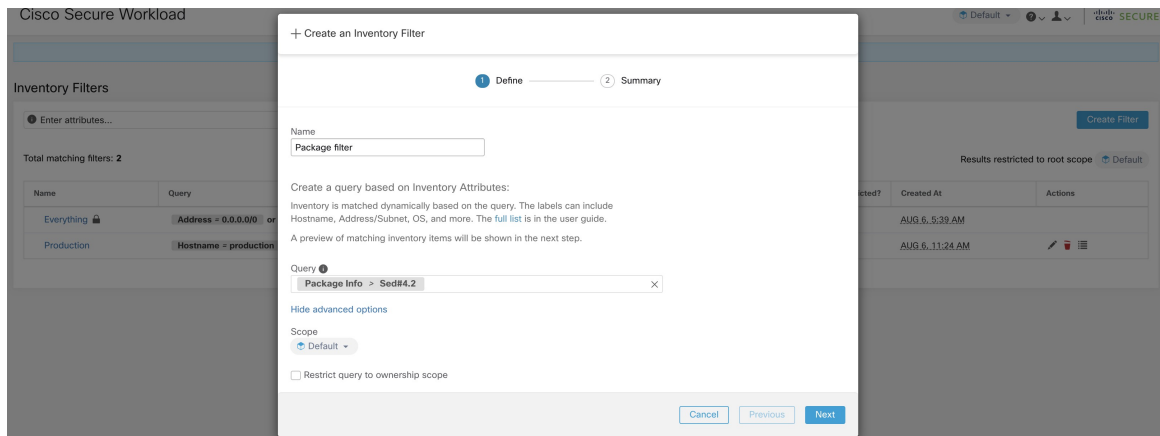 Cisco Secure Workload
Default
CISCO SECURE
+ Create an Inventory Filter
1 Define
2 Summary
Inventory Filters
Enter attributes...
Create Filter
Total matching filters: 2
Results restricted to root scope Default
Name
Query
icted?
Created At
Actions
Everything
Address = 0.0.0.0/0 or
AUG 6, 5:39 AM
Production
Hostname = production
AUG 6, 11:24 AM
Name
Package filter
Create a query based on Inventory Attributes:
Inventory is matched dynamically based on the query. The labels can include
Hostname, Address/Subnet, OS, and more. The full list is in the user guide.
A preview of matching inventory items will be shown in the next step.
Query
Package Info > Sed#4.2
Hide advanced options
Scope
Default
Restrict query to ownership scope
Cancel
Previous
Next